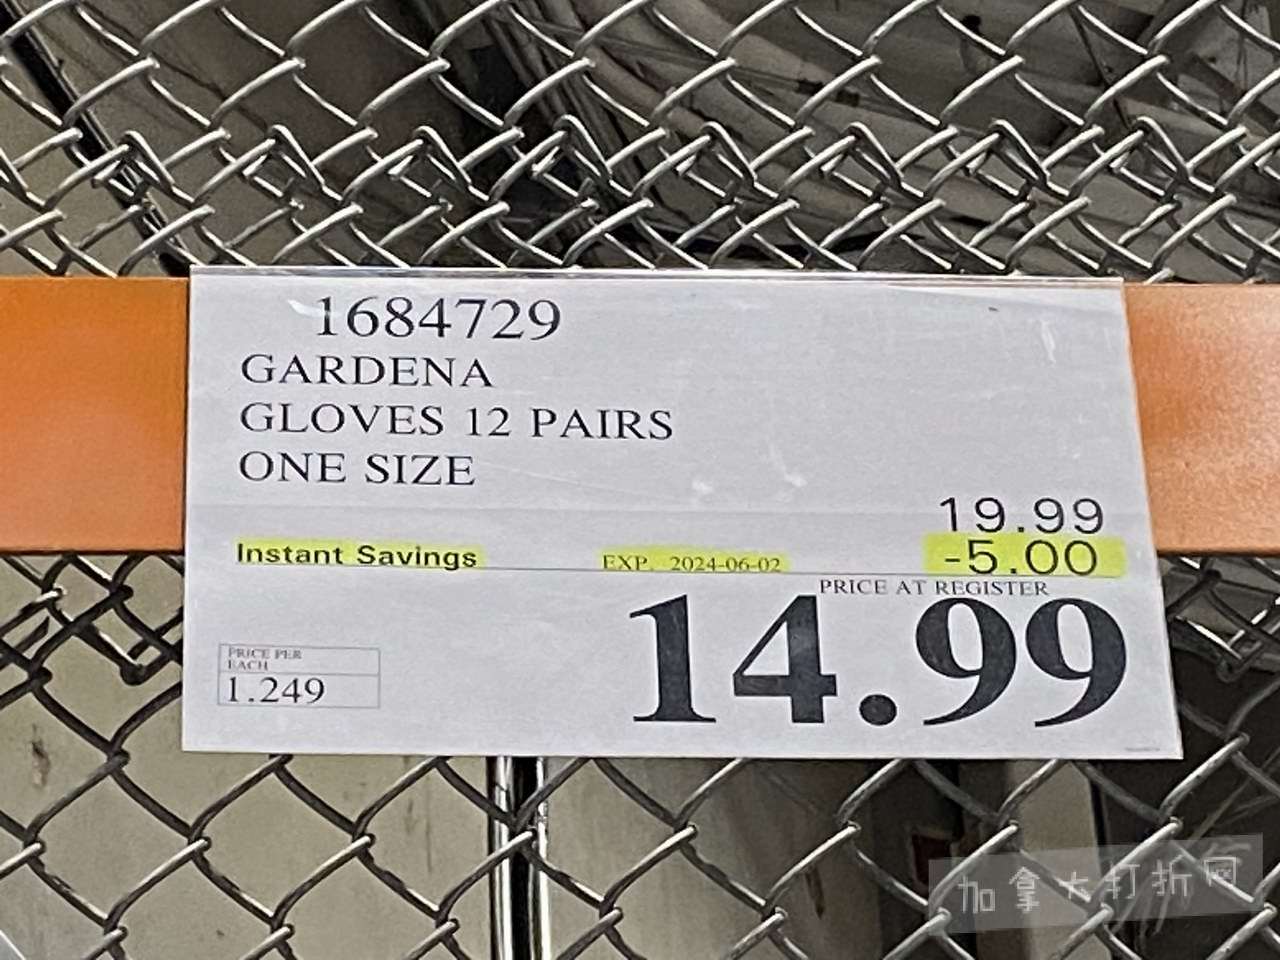 1684729
GARDENA
GLOVES 12 PAIRS
ONE SIZE
19.99
Instant Savings EXP. 2024-06-02 -5.00
PRICE AT REGISTER
14.99
PRICE PER
EACH
1.249
加拿大打折网